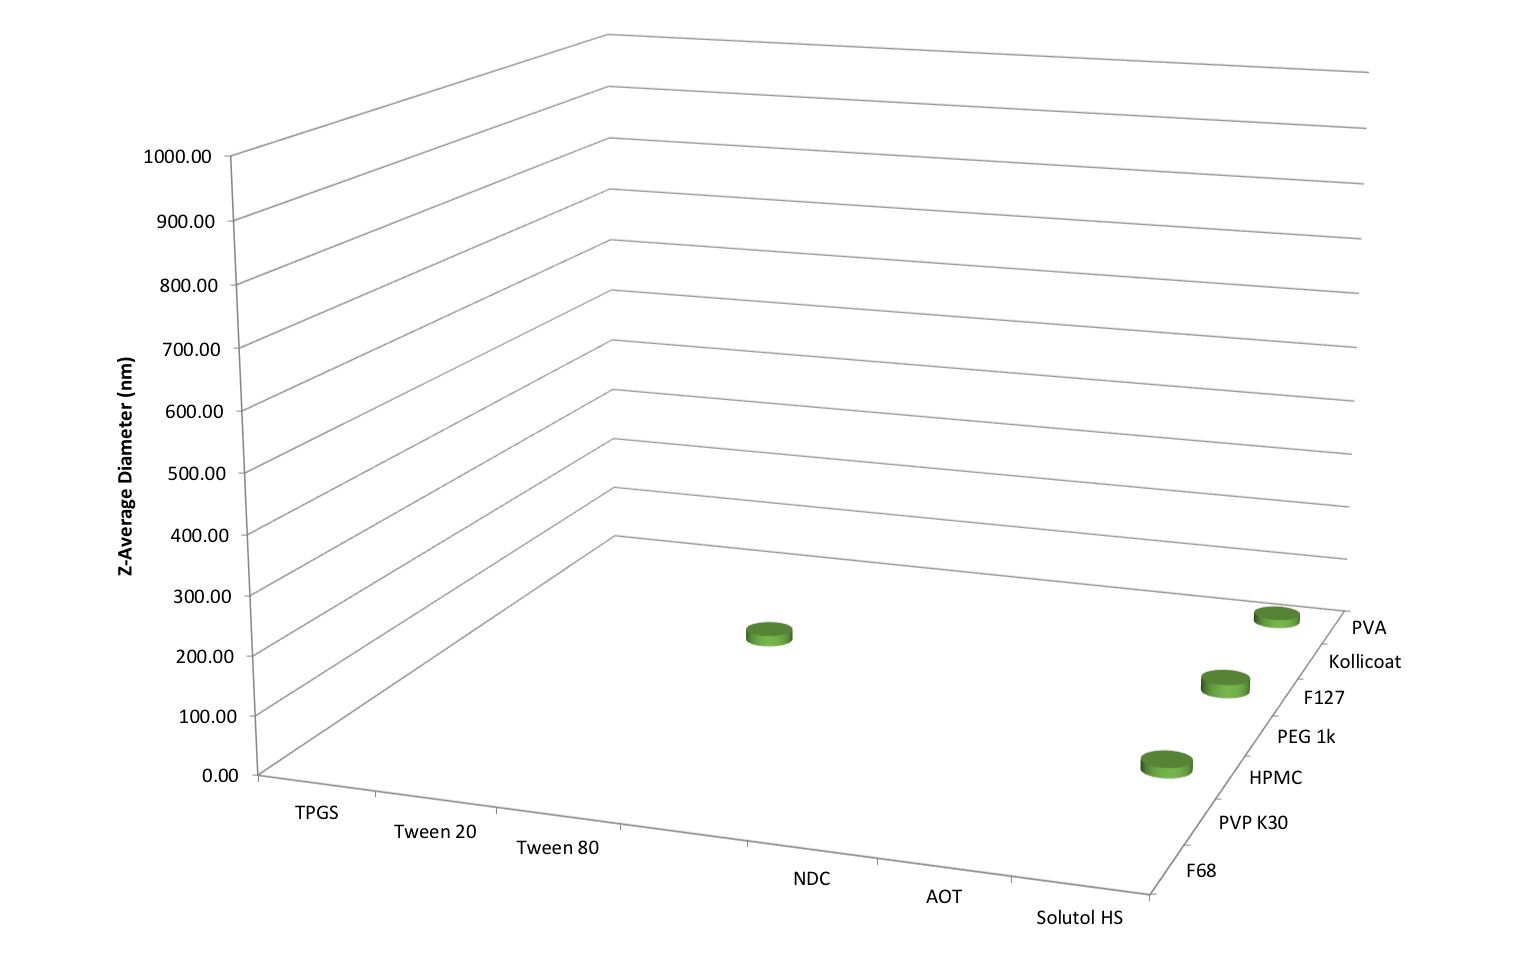 1000.00
900.00
800.00
700.00
600.00
500.00
400.00
300.00
200.00
100.00
0.00
Z-Average Diameter (nm)
TPGS
Tween 20
Tween 80
NDC
AOT
Solutol HS
PVA
Kollicoat
F127
PEG 1k
HPMC
PVP K30
F68